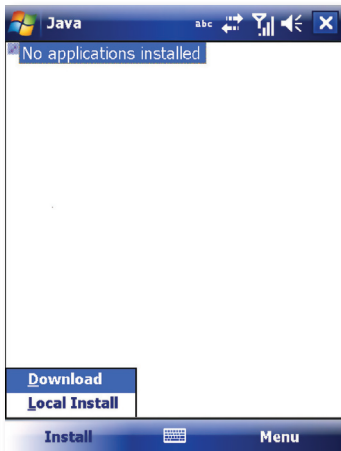 Java abc
No applications installed
Download
Local Install
Install Menu